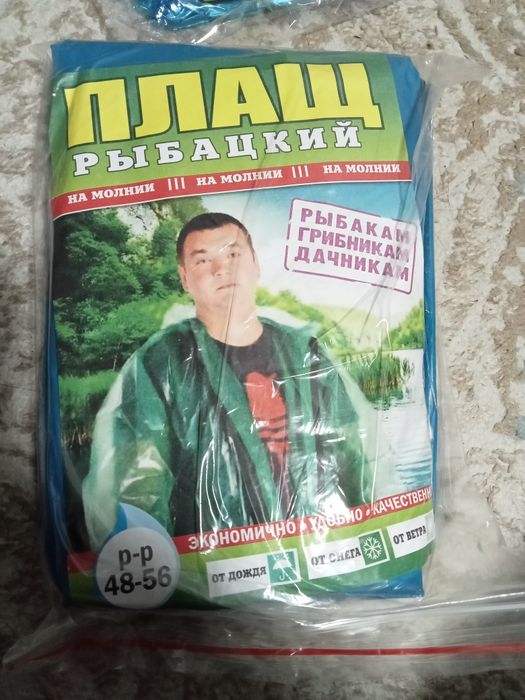 ПЛАЩ
РЫБАЦКИЙ
НА МОЛНИИ ||| НА МОЛНИИ ||| НА МОЛНИИ
РЫБАКАМ
ГРИБНИКАМ
ДАЧНИКАМ
ЭКОНОМИЧНО • УДОБНО • КАЧЕСТВЕНН
р-р
48-56
ОТ ДОЖДЯ ОТ СНЕГА ОТ ВЕТРА